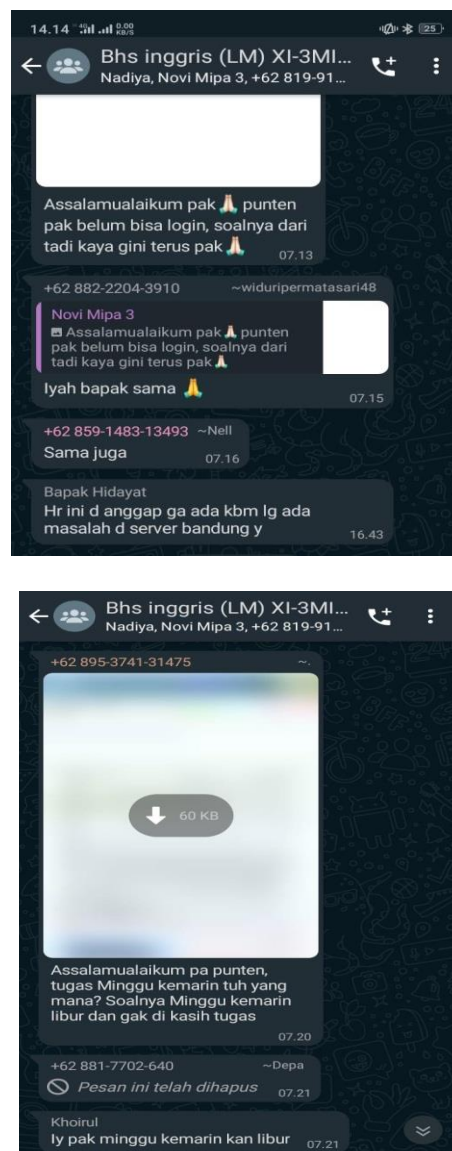 14.14 4G 0.00 KB/S 25
Bhs inggris (LM) XI-3MI...
Nadiya, Novi Mipa 3, +62 819-91...
Assalamualaikum pak 🙏🏻 punten
pak belum bisa login, soalnya dari
tadi kaya gini terus pak 🙏🏻
07.13
+62 882-2204-3910 ~widuripermatasari48
Novi Mipa 3
Assalamualaikum pak 🙏🏻 punten
pak belum bisa login, soalnya dari
tadi kaya gini terus pak 🙏🏻
Iyah bapak sama 🙏
07.15
+62 859-1483-13493 ~Nell
Sama juga 07.16
Bapak Hidayat
Hr ini d anggap ga ada kbm lg ada
masalah d server bandung y 16.43
Bhs inggris (LM) XI-3MI...
Nadiya, Novi Mipa 3, +62 819-91...
+62 895-3741-31475 ~.
60 KB
Assalamualaikum pa punten,
tugas Minggu kemarin tuh yang
mana? Soalnya Minggu kemarin
libur dan gak di kasih tugas
07.20
+62 881-7702-640 ~Depa
Pesan ini telah dihapus 07.21
Khoirul
Iy pak minggu kemarin kan libur 07.21